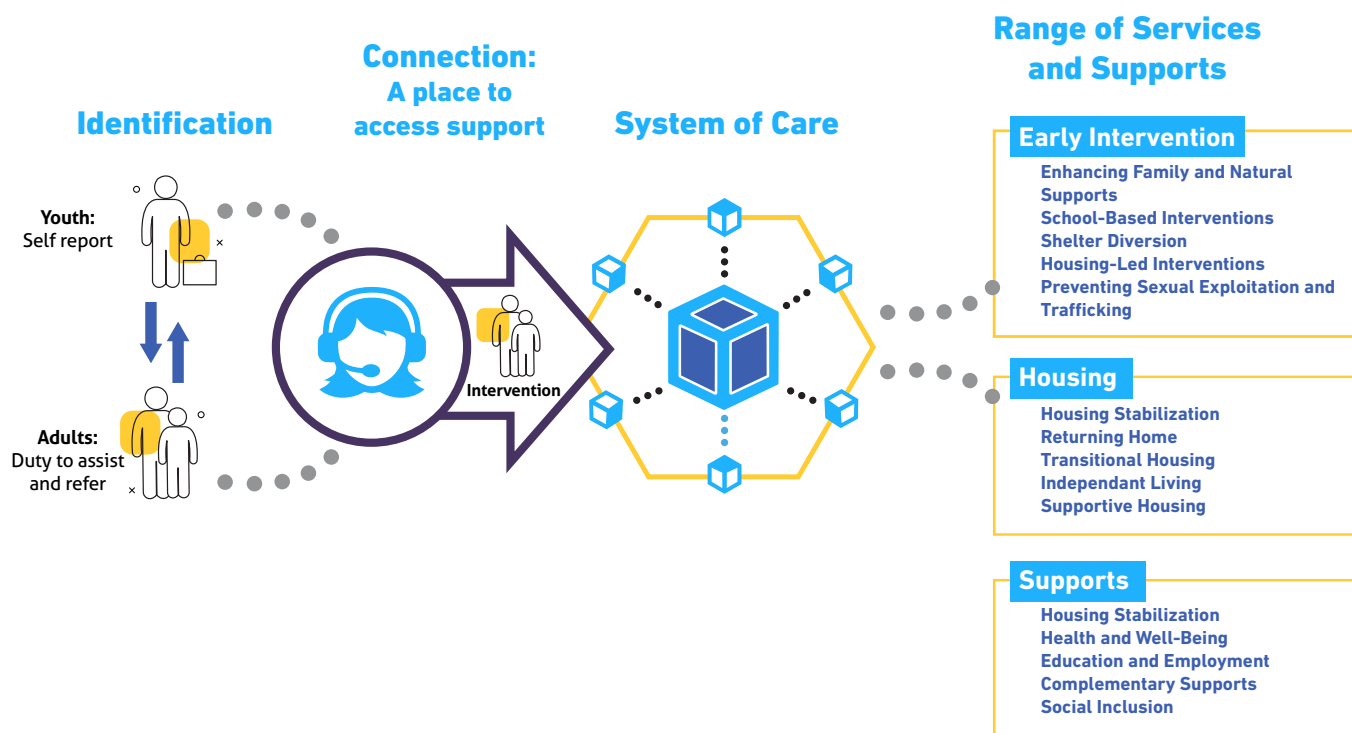 Identification
Connection:
A place to
access support
System of Care
Range of Services
and Supports
Youth:
Self report
Adults:
Duty to assist
and refer
Intervention
Early Intervention
Enhancing Family and Natural
Supports
School-Based Interventions
Shelter Diversion
Housing-Led Interventions
Preventing Sexual Exploitation and
Trafficking
Housing
Housing Stabilization
Returning Home
Transitional Housing
Independant Living
Supportive Housing
Supports
Housing Stabilization
Health and Well-Being
Education and Employment
Complementary Supports
Social Inclusion